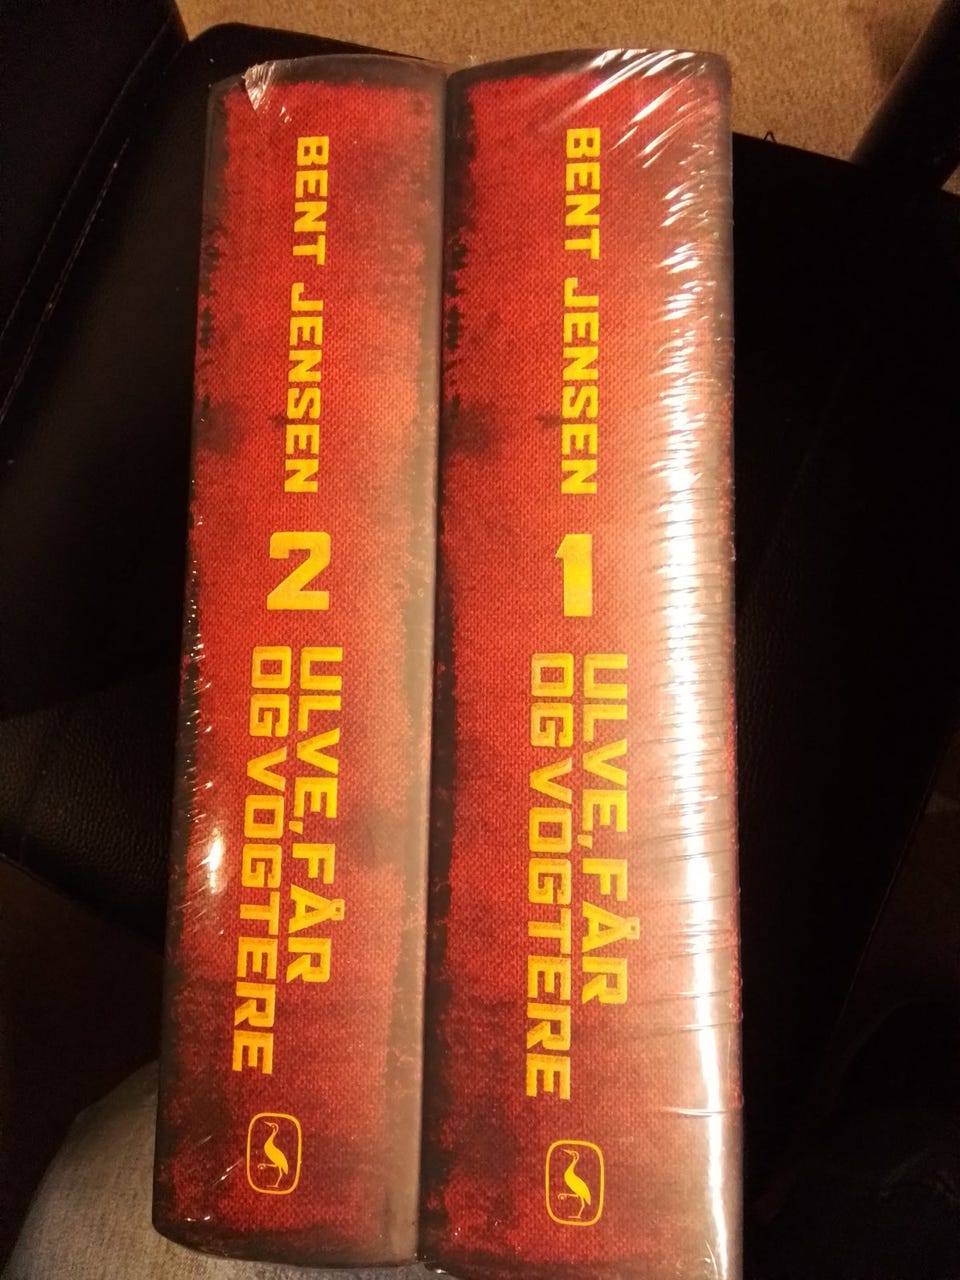 BENT JENSEN
2
ULVE, FÅR
OG VOGTERE
BENT JENSEN
1
ULVE, FÅR
OG VOGTERE